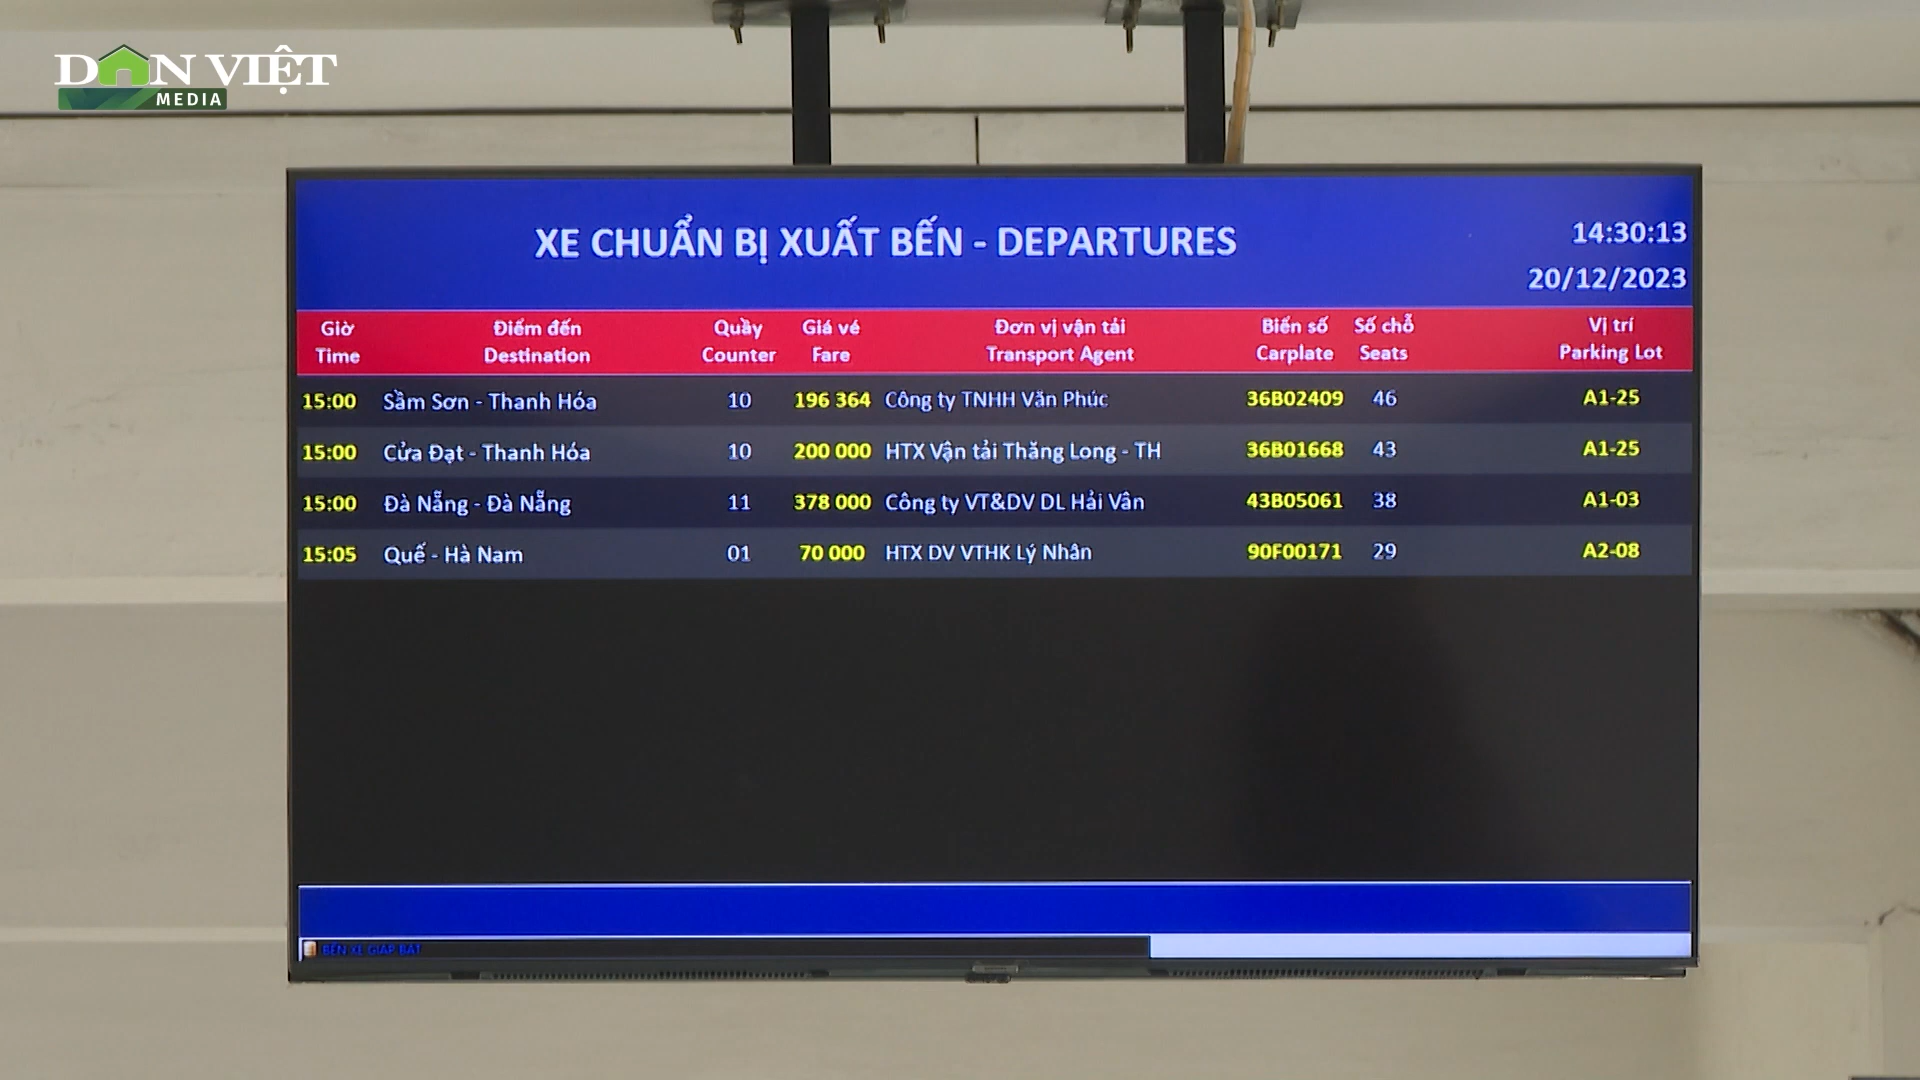 DÂN VIỆT
MEDIA
XE CHUẨN BỊ XUẤT BẾN - DEPARTURES
14:30:13
20/12/2023
Giờ Điểm đến Quầy Giá vé Đơn vị vận tải Biển số Số chỗ Vị trí
Time Destination Counter Fare Transport Agent Carplate Seats Parking Lot
15:00 Sầm Sơn - Thanh Hóa 10 196 364 Công ty TNHH Văn Phúc 36B02409 46 A1-25
15:00 Cửa Đạt - Thanh Hóa 10 200 000 HTX Vận tải Thăng Long - TH 36B01668 43 A1-25
15:00 Đà Nẵng - Đà Nẵng 11 378 000 Công ty VT&DV DL Hải Vân 43B05061 38 A1-03
15:05 Quế - Hà Nam 01 70 000 HTX DV VTHK Lý Nhân 90F00171 29 A2-08
BẾN XE GIÁP BÁT